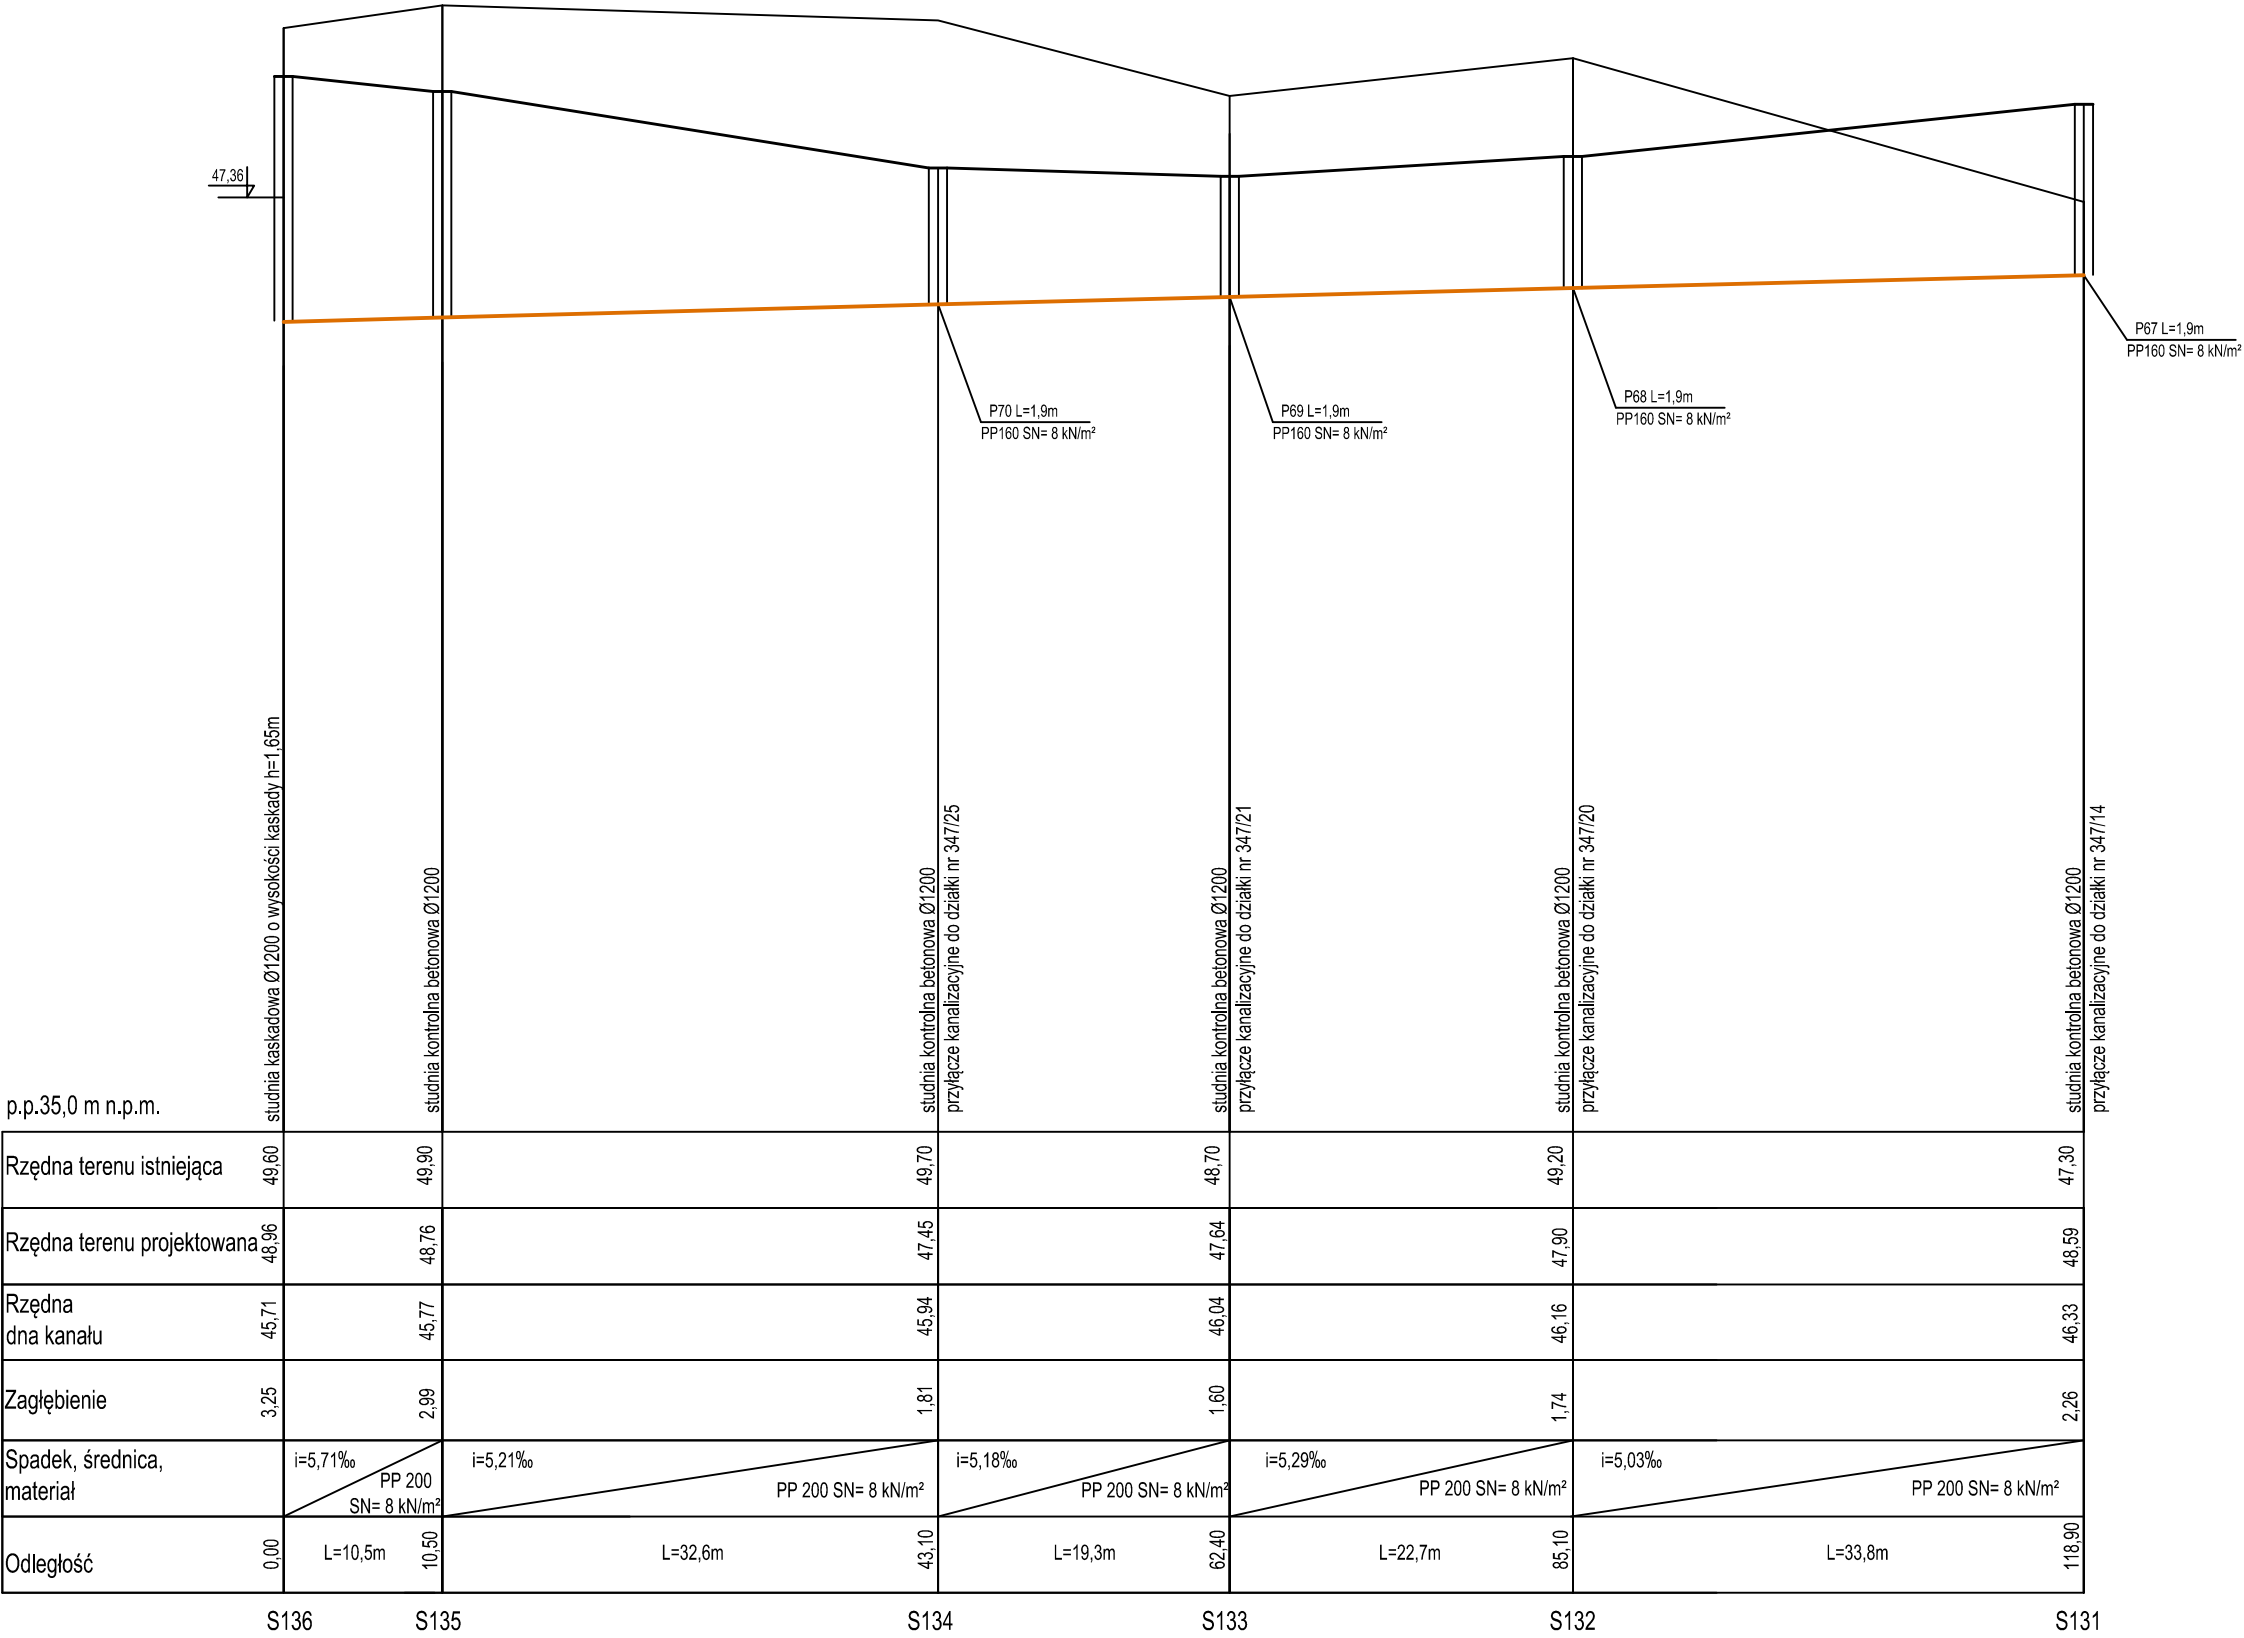 47,36
P67 L=1,9m
PP160 SN= 8 kN/m²
P70 L=1,9m
PP160 SN= 8 kN/m²
P69 L=1,9m
PP160 SN= 8 kN/m²
P68 L=1,9m
PP160 SN= 8 kN/m²
studnia kaskadowa Ø1200 o wysokości kaskady h=1,65m
studnia kontrolna betonowa Ø1200
studnia kontrolna betonowa Ø1200
przyłącze kanalizacyjne do działki nr 347/25
studnia kontrolna betonowa Ø1200
przyłącze kanalizacyjne do działki nr 347/21
studnia kontrolna betonowa Ø1200
przyłącze kanalizacyjne do działki nr 347/20
studnia kontrolna betonowa Ø1200
przyłącze kanalizacyjne do działki nr 347/14
p.p.35,0 m n.p.m.
Rzędna terenu istniejąca 49,60 49,90 49,70 48,70 49,20 47,30
Rzędna terenu projektowana 48,96 48,76 47,45 47,64 47,90 48,59
Rzędna
dna kanału 45,71 45,77 45,94 46,04 46,16 46,33
Zagłębienie 3,25 2,99 1,81 1,60 1,74 2,26
Spadek, średnica,
materiał
i=5,71‰
PP 200
SN= 8 kN/m²
i=5,21‰
PP 200 SN= 8 kN/m²
i=5,18‰
PP 200 SN= 8 kN/m²
i=5,29‰
PP 200 SN= 8 kN/m²
i=5,03‰
PP 200 SN= 8 kN/m²
Odległość 0,00 L=10,5m 10,50 L=32,6m 43,10 L=19,3m 62,40 L=22,7m 85,10 L=33,8m 118,90
S136 S135 S134 S133 S132 S131